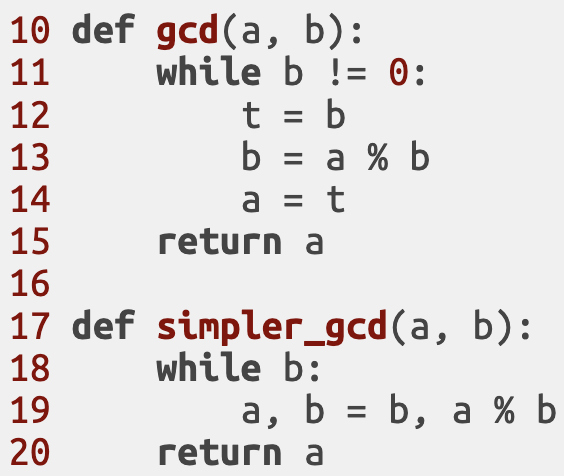 10 def gcd(a, b):
11     while b != 0:
12         t = b
13         b = a % b
14         a = t
15     return a
16
17 def simpler_gcd(a, b):
18     while b:
19         a, b = b, a % b
20     return a